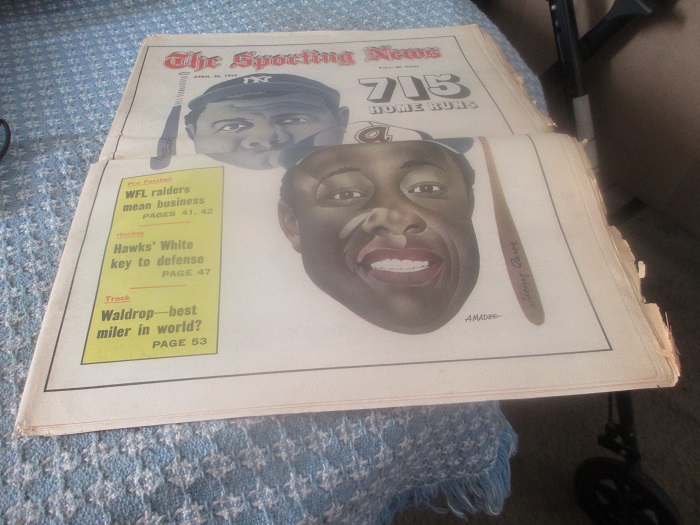 The Sporting News
APRIL 20, 1974
715
HOME RUNS
NY
a
Pro Football
WFL raiders
mean business
PAGES 41, 42
Hockey
Hawks' White
key to defense
PAGE 47
Track
Waldrop—best
miler in world?
PAGE 53
AMADEE